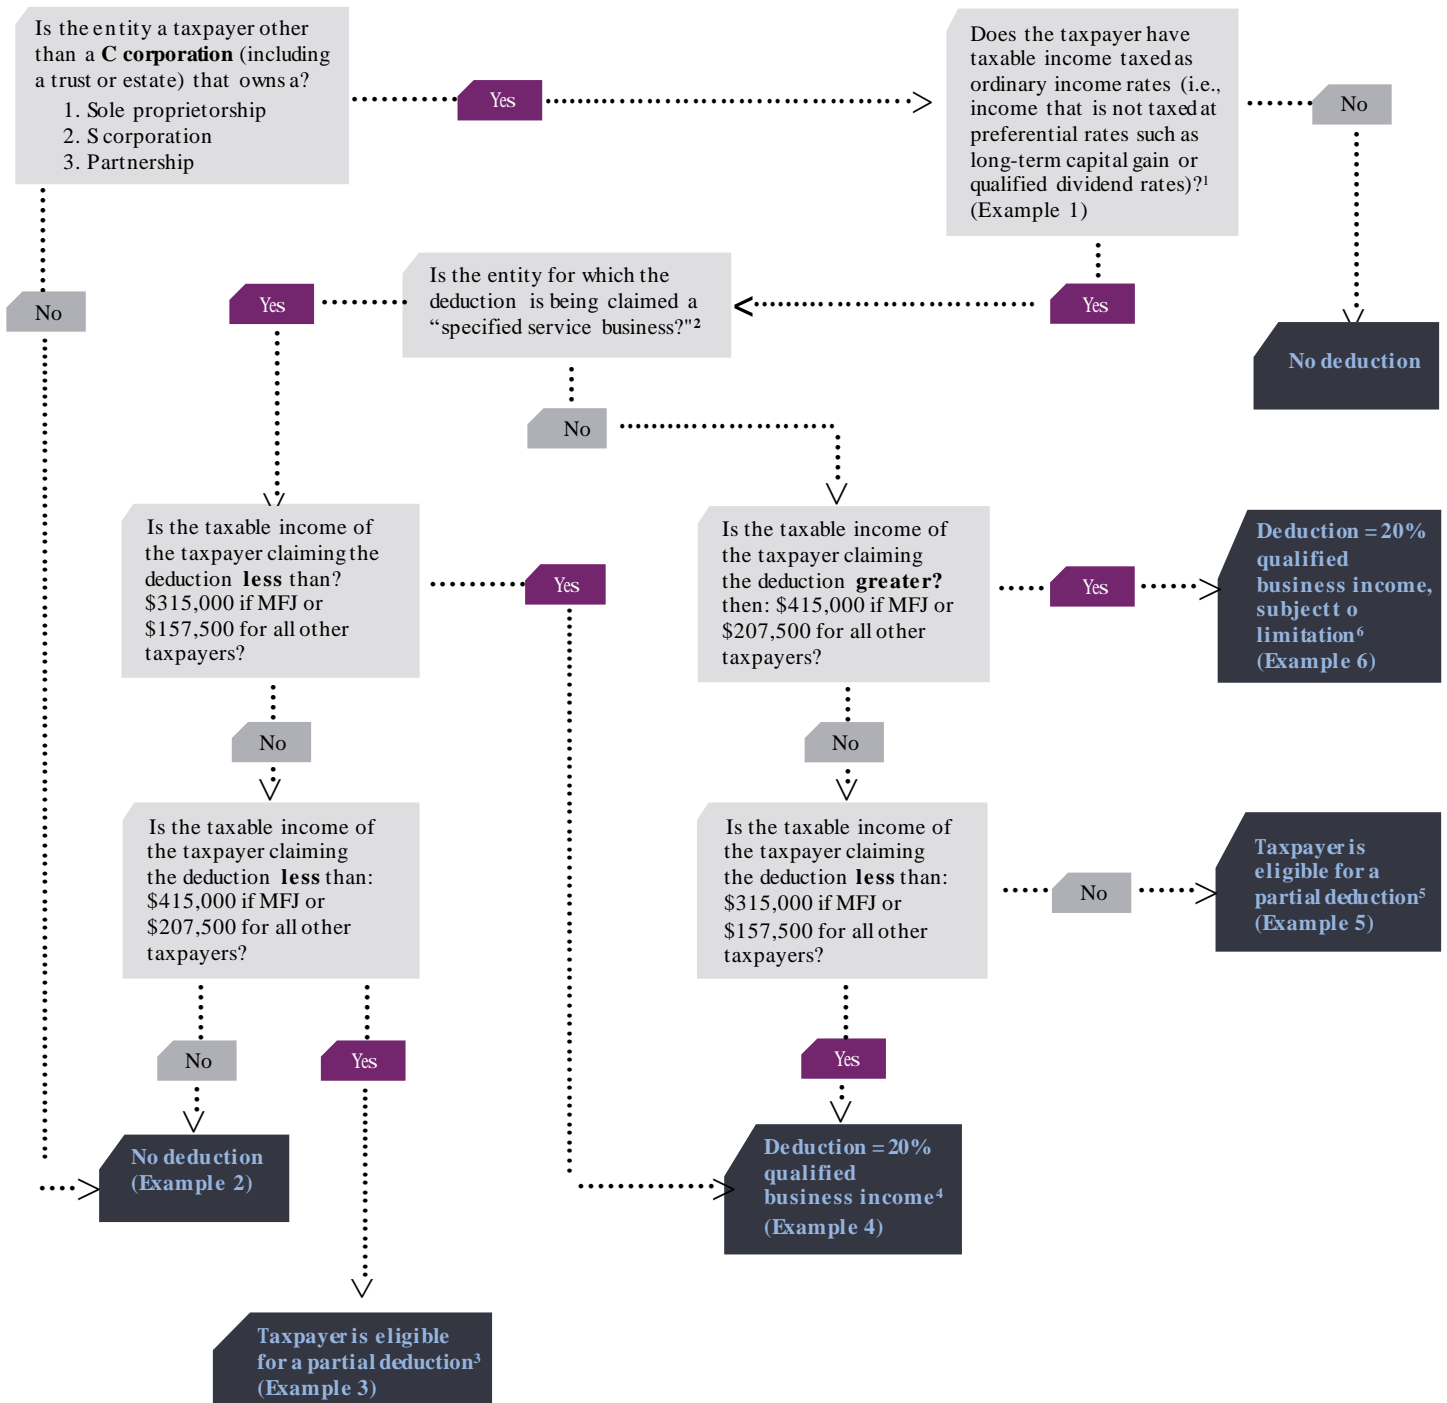 Is the entity a taxpayer other
than a C corporation (including
a trust or estate) that owns a?
1. Sole proprietorship
2. S corporation
3. Partnership
Yes
Does the taxpayer have
taxable income taxed as
ordinary income rates (i.e.,
income that is not taxed at
preferential rates such as
long-term capital gain or
qualified dividend rates)?¹
(Example 1)
No
No
Yes
Is the entity for which the
deduction is being claimed a
“specified service business?"²
Yes
No deduction
No
Is the taxable income of
the taxpayer claiming the
deduction less than?
$315,000 if MFJ or
$157,500 for all other
taxpayers?
Yes
Is the taxable income of
the taxpayer claiming
the deduction greater?
then: $415,000 if MFJ or
$207,500 for all other
taxpayers?
Yes
Deduction = 20%
qualified
business income,
subjectt o
limitation⁶
(Example 6)
No
No
Is the taxable income of
the taxpayer claiming
the deduction less than:
$415,000 if MFJ or
$207,500 for all other
taxpayers?
Is the taxable income of
the taxpayer claiming
the deduction less than:
$315,000 if MFJ or
$157,500 for all other
taxpayers?
No
Taxpayer is
eligible for a
partial deduction⁵
(Example 5)
No
Yes
Yes
No deduction
(Example 2)
Deduction = 20%
qualified
business income⁴
(Example 4)
Taxpayer is eligible
for a partial deduction³
(Example 3)